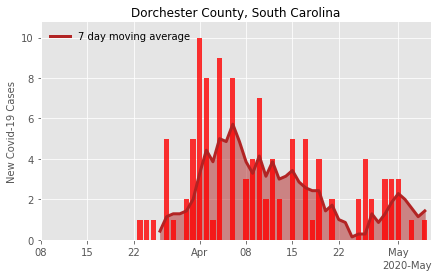 Dorchester County, South Carolina
7 day moving average
New Covid-19 Cases
10
8
6
4
2
0
08 15 22 Apr 08 15 22 May
2020-May